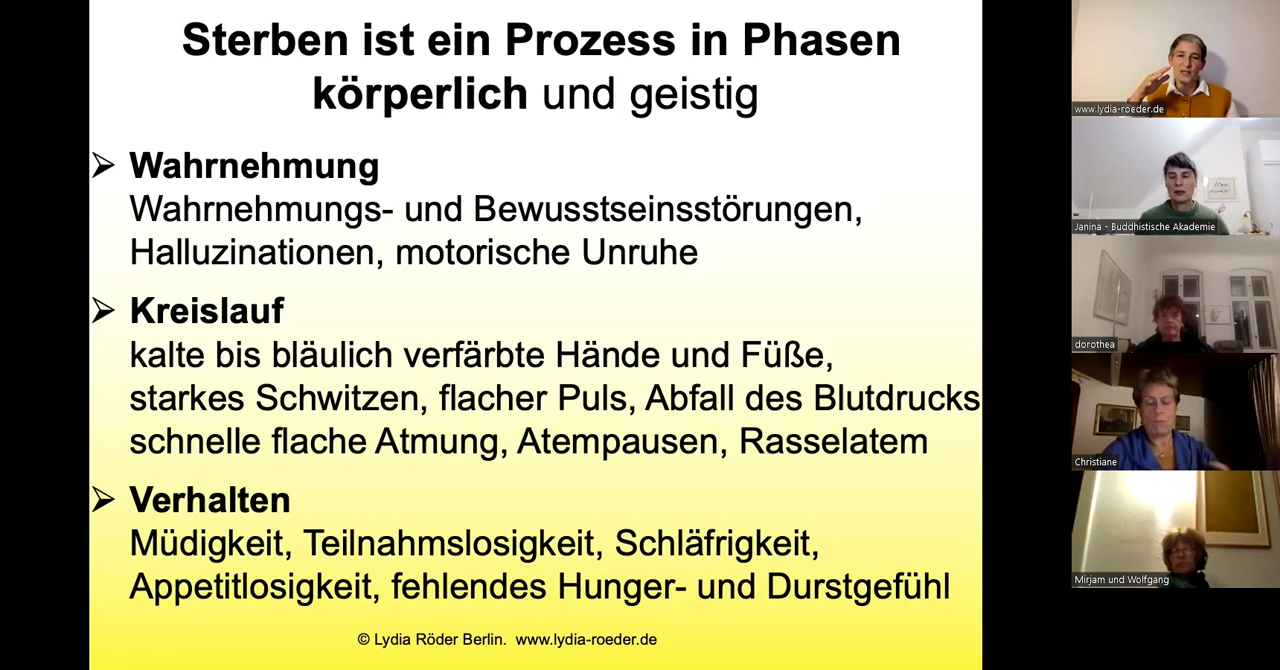 Sterben ist ein Prozess in Phasen
körperlich und geistig
➢ Wahrnehmung
Wahrnehmungs- und Bewusstseinsstörungen,
Halluzinationen, motorische Unruhe
➢ Kreislauf
kalte bis bläulich verfärbte Hände und Füße,
starkes Schwitzen, flacher Puls, Abfall des Blutdrucks
schnelle flache Atmung, Atempausen, Rasselatem
➢ Verhalten
Müdigkeit, Teilnahmslosigkeit, Schläfrigkeit,
Appetitlosigkeit, fehlendes Hunger- und Durstgefühl
© Lydia Röder Berlin. www.lydia-roeder.de
www.lydia-roeder.de
Janina - Buddhistische Akademie
dorothea
Christiane
Mirjam und Wolfgang